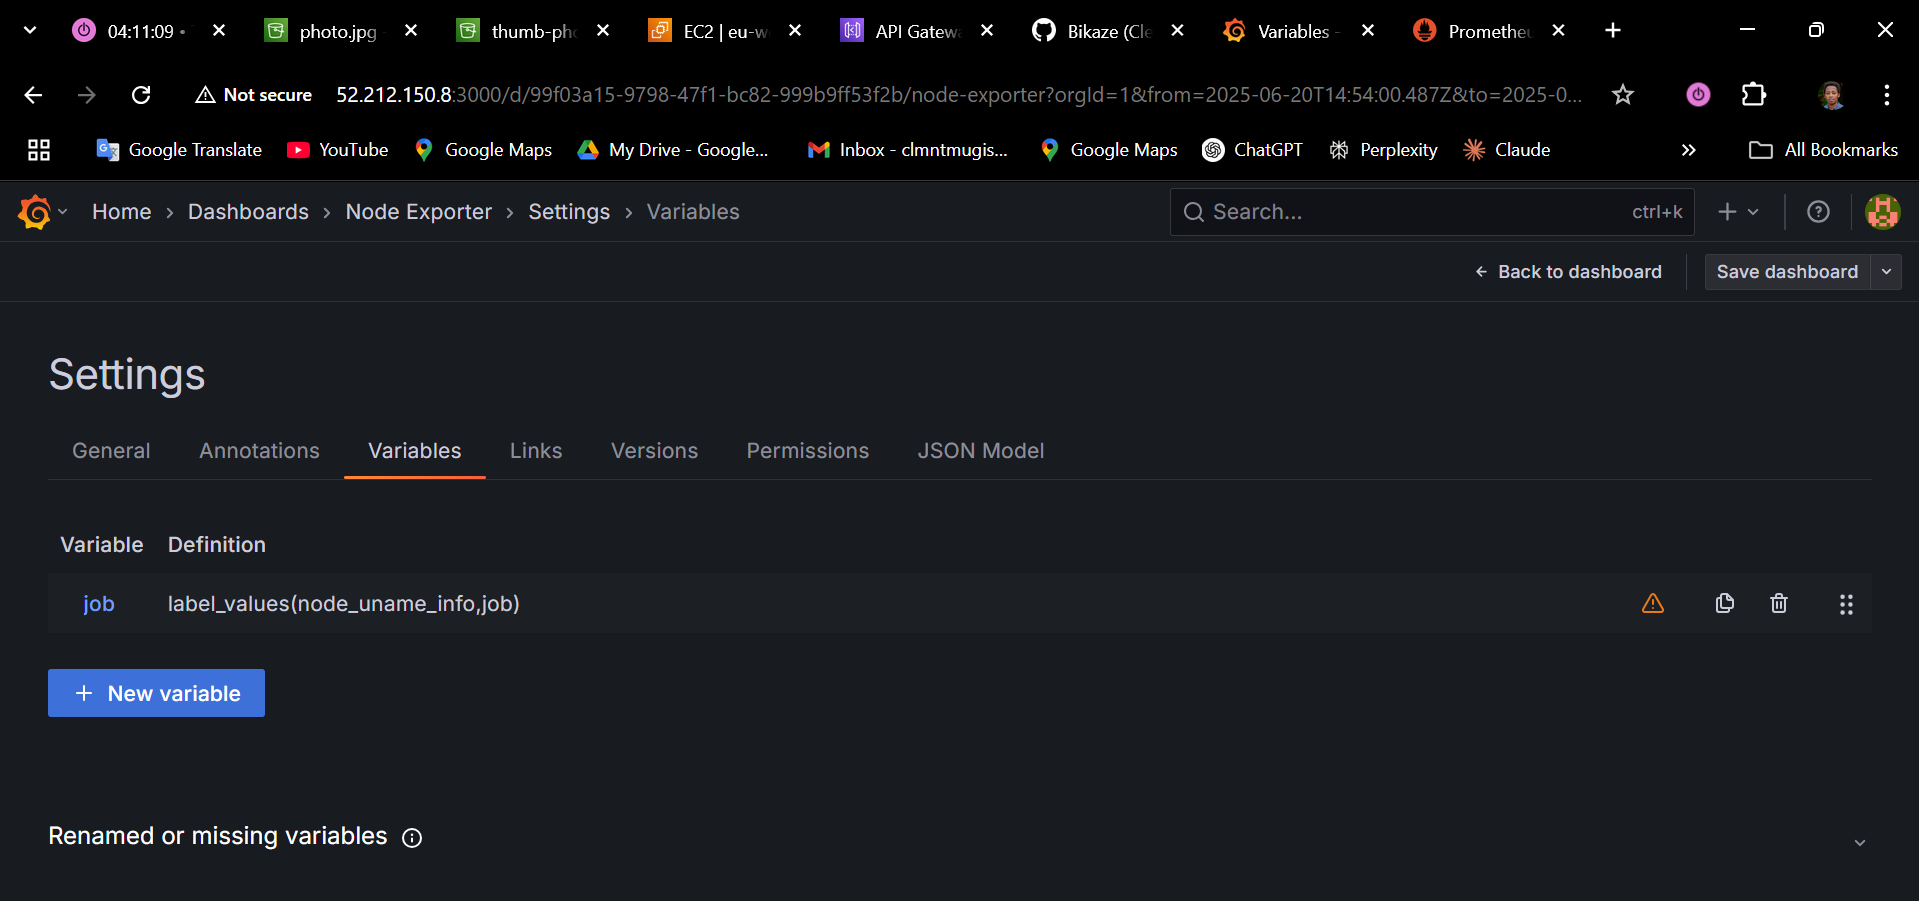 04:11:09 •
photo.jpg
thumb-pho
EC2 | eu-w
API Gatew
Bikaze (Cle
Variables -
Prometheu
Not secure
52.212.150.8:3000/d/99f03a15-9798-47f1-bc82-999b9ff53f2b/node-exporter?orgId=1&from=2025-06-20T14:54:00.487Z&to=2025-0...
Google Translate
YouTube
Google Maps
My Drive - Google...
Inbox - clmntmugis...
Google Maps
ChatGPT
Perplexity
Claude
»
All Bookmarks
Home › Dashboards › Node Exporter › Settings › Variables
Search...
ctrl+k
← Back to dashboard
Save dashboard
Settings
General
Annotations
Variables
Links
Versions
Permissions
JSON Model
Variable Definition
job label_values(node_uname_info,job)
+ New variable
Renamed or missing variables